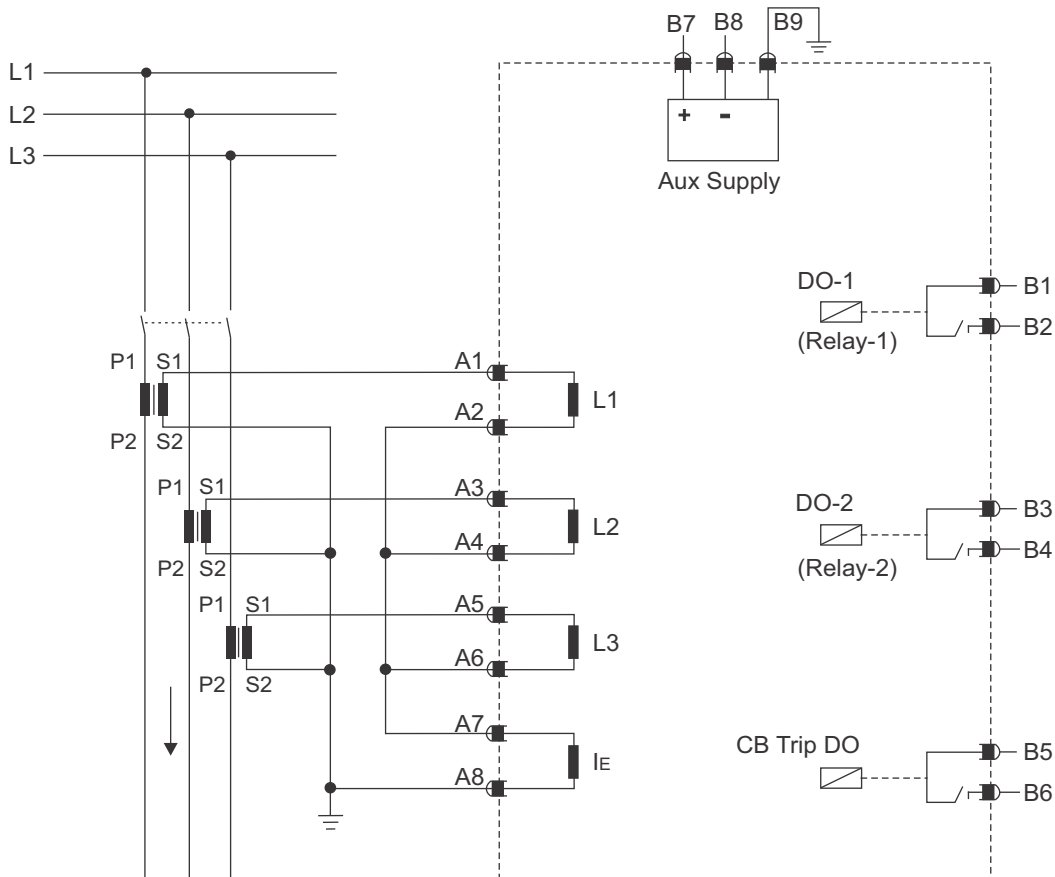 B7 B8 B9
L1
L2
L3
+ -
Aux Supply
DO-1
(Relay-1)
B1
B2
P1 S1
P2 S2
A1
A2
L1
P1 S1
P2 S2
A3
A4
L2
DO-2
(Relay-2)
B3
B4
P1 S1
P2 S2
A5
A6
L3
A7
A8
IE
CB Trip DO
B5
B6